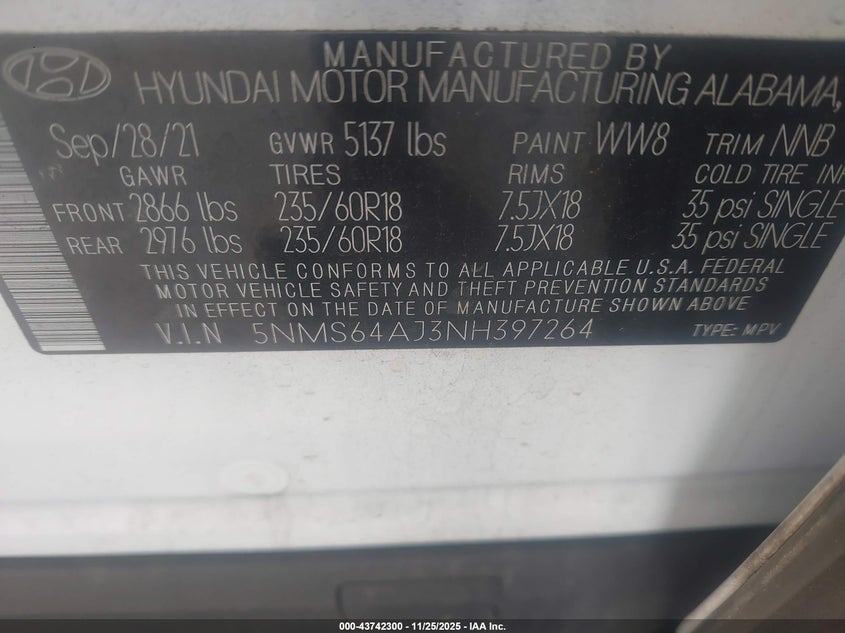 MANUFACTURED BY
HYUNDAI MOTOR MANUFACTURING ALABAMA,
Sep/28/21 GVWR 5137 lbs PAINT WW8 TRIM NNB
GAWR TIRES RIMS COLD TIRE INF
FRONT 2866 lbs 235/60R18 7.5JX18 35 psi SINGLE
REAR 2976 lbs 235/60R18 7.5JX18 35 psi SINGLE
THIS VEHICLE CONFORMS TO ALL APPLICABLE U.S.A. FEDERAL
MOTOR VEHICLE SAFETY AND THEFT PREVENTION STANDARDS
IN EFFECT ON THE DATE OF MANUFACTURE SHOWN ABOVE.
V.I.N 5NMS64AJ3NH397264 TYPE: MPV
000-43742300 - 11/25/2025 - IAA Inc.